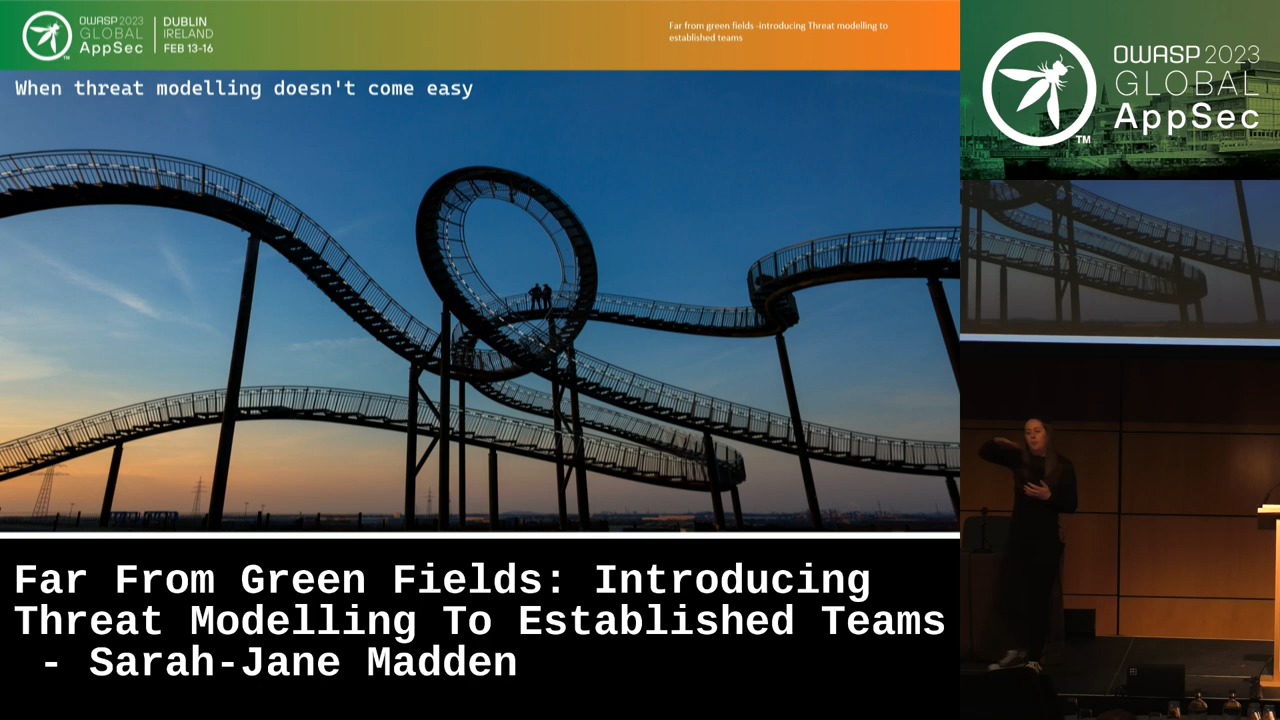 OWASP 2023
GLOBAL
AppSec
TM
DUBLIN
IRELAND
FEB 13-16
Far from green fields -introducing Threat modelling to
established teams
When threat modelling doesn't come easy
OWASP 2023
GLOBAL
AppSec
TM
Far From Green Fields: Introducing
Threat Modelling To Established Teams
- Sarah-Jane Madden